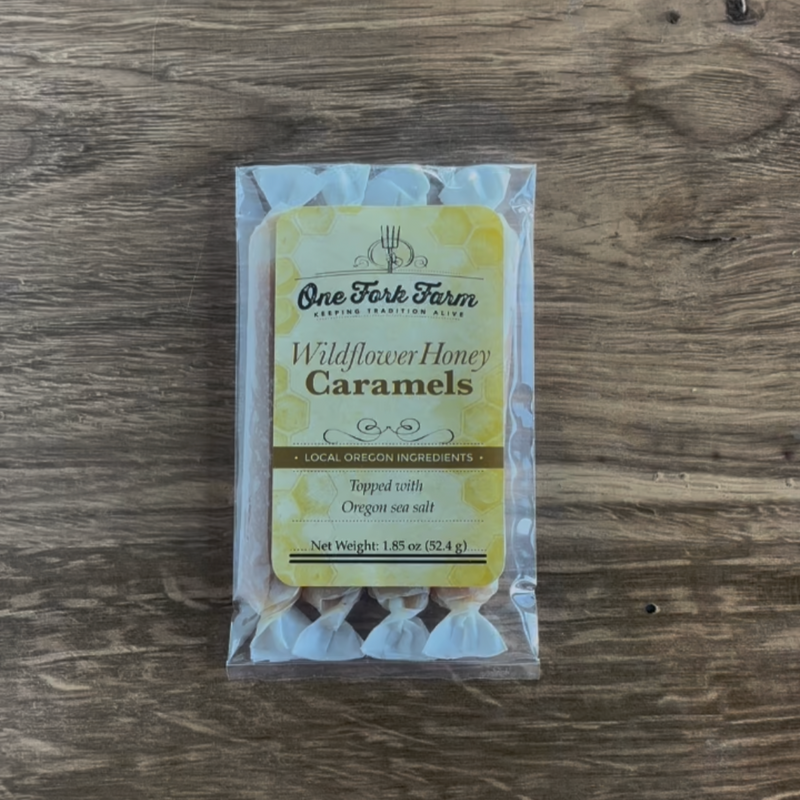 One Fork Farm
KEEPING TRADITION ALIVE
Wildflower Honey
Caramels
• LOCAL OREGON INGREDIENTS •
Topped with
Oregon sea salt
Net Weight: 1.85 oz (52.4 g)